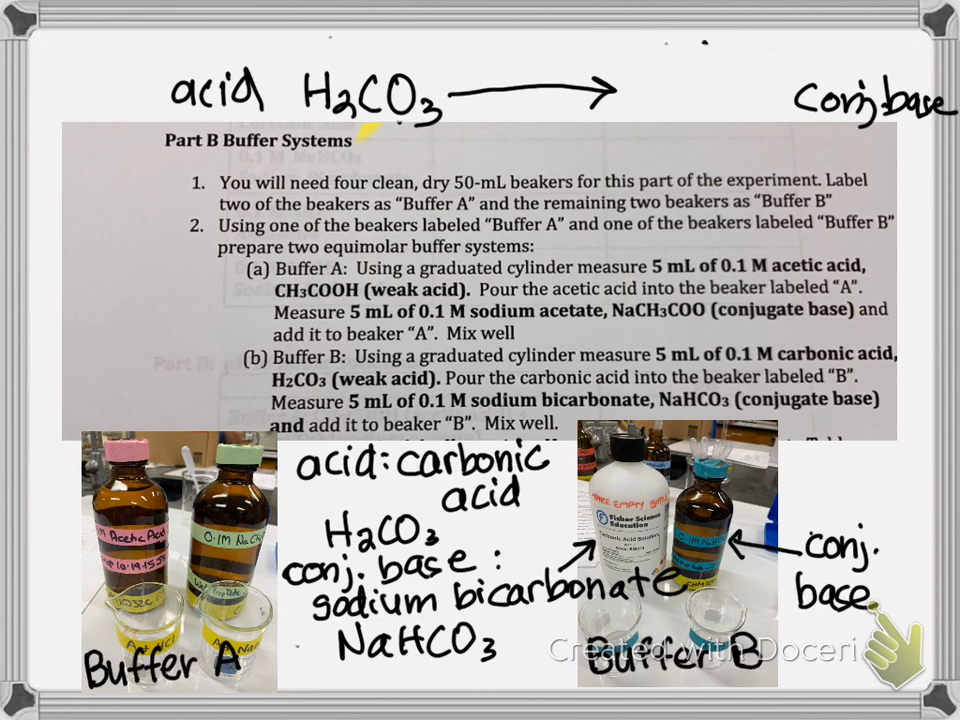 acid H2CO3 → conj. base
Part B Buffer Systems
1. You will need four clean, dry 50-mL beakers for this part of the experiment. Label
two of the beakers as “Buffer A” and the remaining two beakers as “Buffer B”
2. Using one of the beakers labeled “Buffer A” and one of the beakers labeled “Buffer B”
prepare two equimolar buffer systems:
(a) Buffer A: Using a graduated cylinder measure 5 mL of 0.1 M acetic acid,
CH3COOH (weak acid). Pour the acetic acid into the beaker labeled “A”.
Measure 5 mL of 0.1 M sodium acetate, NaCH3COO (conjugate base) and
add it to beaker “A”. Mix well
(b) Buffer B: Using a graduated cylinder measure 5 mL of 0.1 M carbonic acid,
H2CO3 (weak acid). Pour the carbonic acid into the beaker labeled “B”.
Measure 5 mL of 0.1 M sodium bicarbonate, NaHCO3 (conjugate base)
and add it to beaker “B”. Mix well.
acid: carbonic
acid
H2CO3
conj. base:
sodium bicarbonate
NaHCO3
M Acetic Acid
0.1M
Buffer A
Fisher Science
Education
Buffer B
conj.
base
Created with Doceri